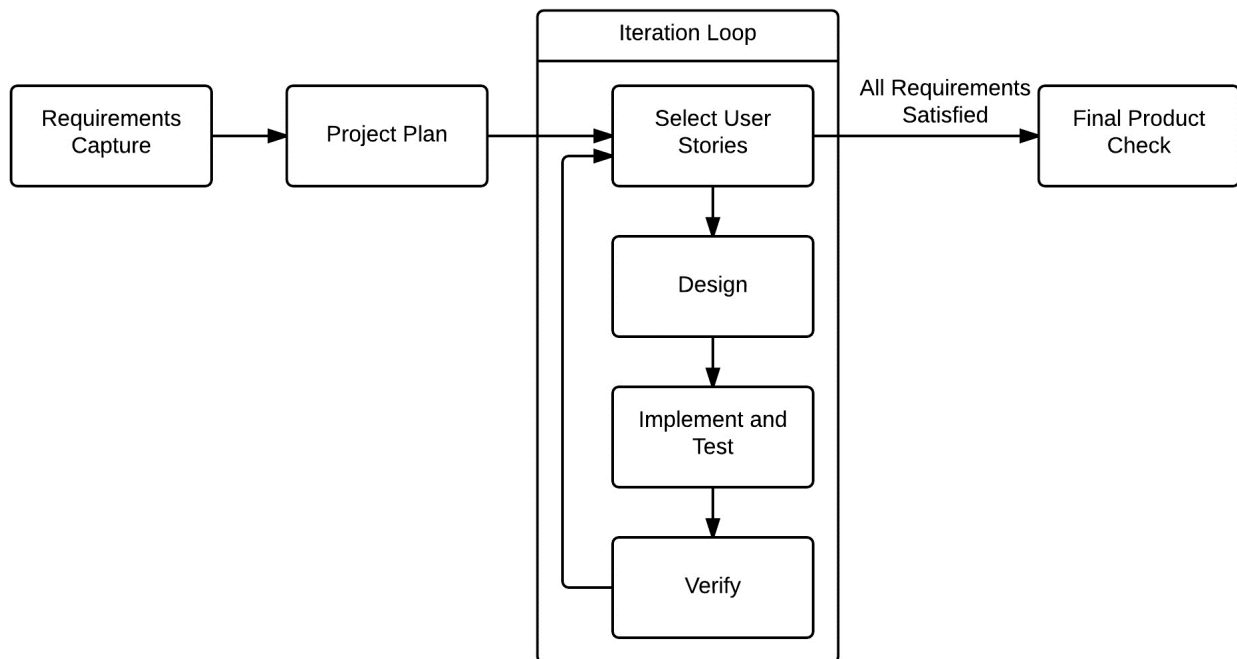 Iteration Loop
Requirements
Capture
Project Plan
Select User
Stories
All Requirements
Satisfied
Final Product
Check
Design
Implement and
Test
Verify